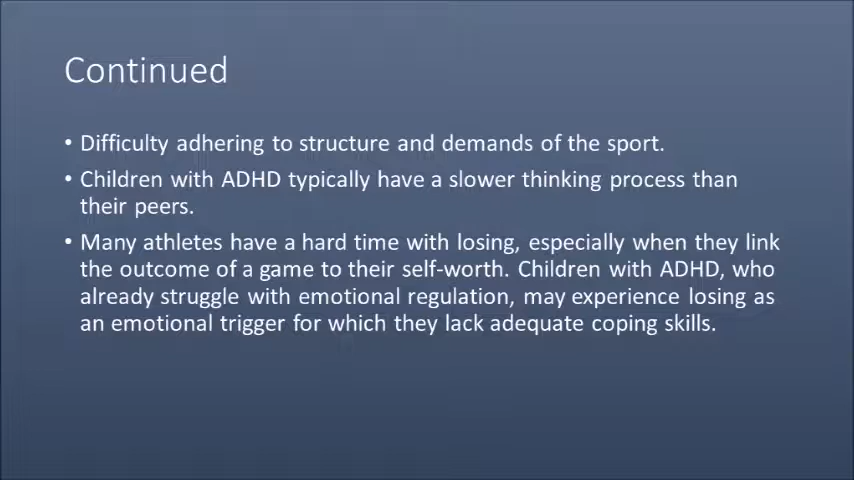 Continued
• Difficulty adhering to structure and demands of the sport.
• Children with ADHD typically have a slower thinking process than
their peers.
• Many athletes have a hard time with losing, especially when they link
the outcome of a game to their self-worth. Children with ADHD, who
already struggle with emotional regulation, may experience losing as
an emotional trigger for which they lack adequate coping skills.